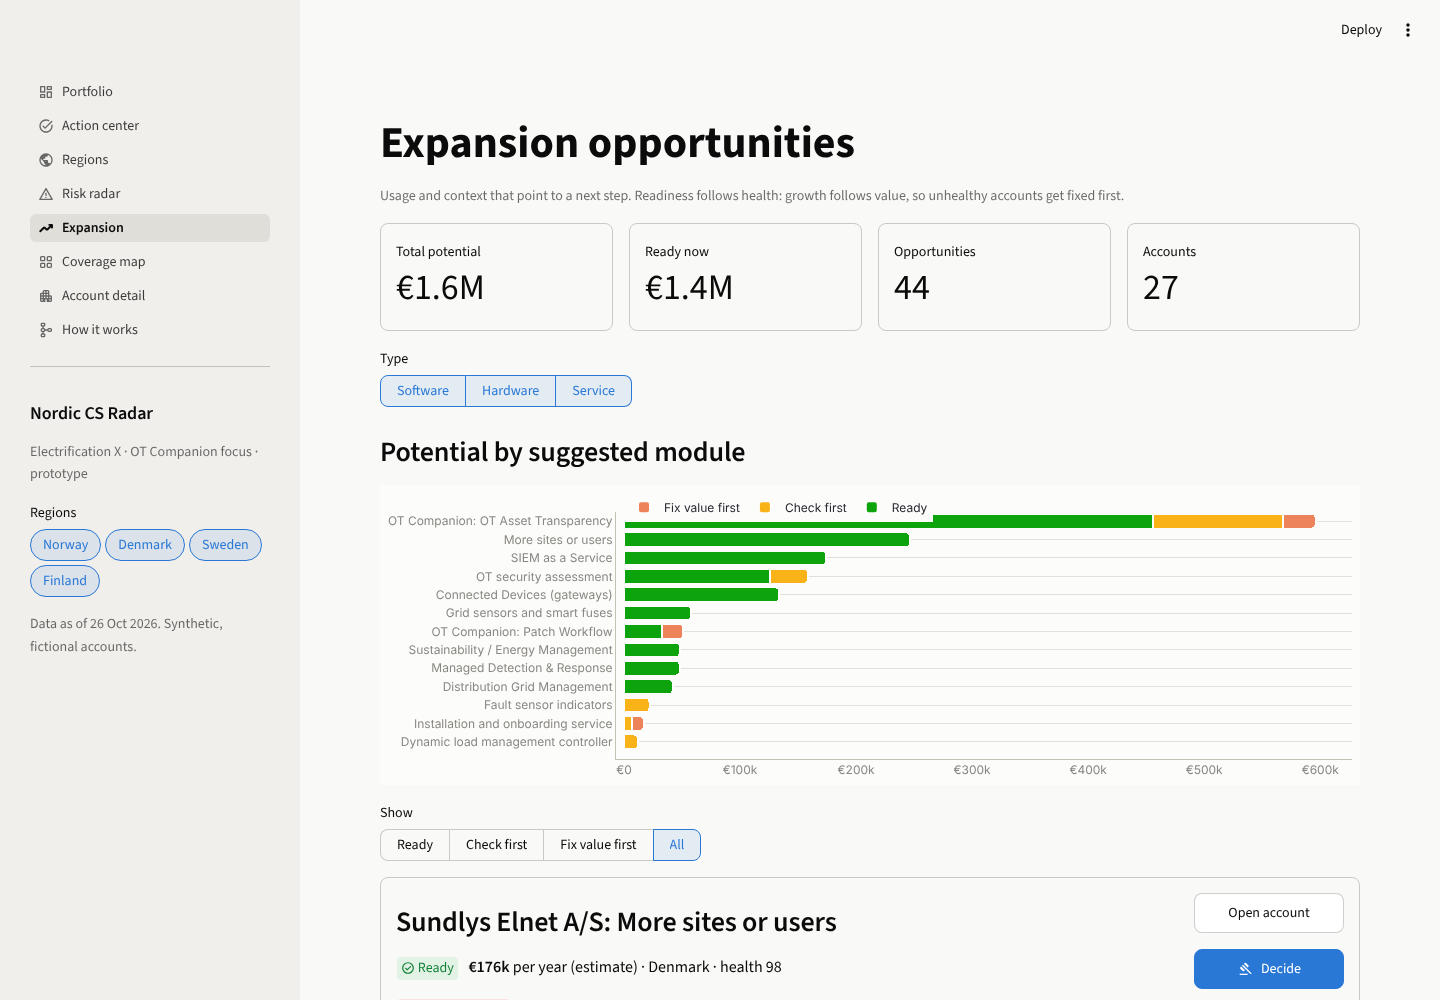 Deploy
Portfolio
Action center
Regions
Risk radar
Expansion
Coverage map
Account detail
How it works
Nordic CS Radar
Electrification X · OT Companion focus ·
prototype
Regions
Norway
Denmark
Sweden
Finland
Data as of 26 Oct 2026. Synthetic,
fictional accounts.
Expansion opportunities
Usage and context that point to a next step. Readiness follows health: growth follows value, so unhealthy accounts get fixed first.
Total potential
€1.6M
Ready now
€1.4M
Opportunities
44
Accounts
27
Type
Software
Hardware
Service
Potential by suggested module
Fix value first
Check first
Ready
OT Companion: OT Asset Transparency
More sites or users
SIEM as a Service
OT security assessment
Connected Devices (gateways)
Grid sensors and smart fuses
OT Companion: Patch Workflow
Sustainability / Energy Management
Managed Detection & Response
Distribution Grid Management
Fault sensor indicators
Installation and onboarding service
Dynamic load management controller
€0
€100k
€200k
€300k
€400k
€500k
€600k
Show
Ready
Check first
Fix value first
All
Sundlys Elnet A/S: More sites or users
Open account
Ready
€176k per year (estimate) · Denmark · health 98
Decide